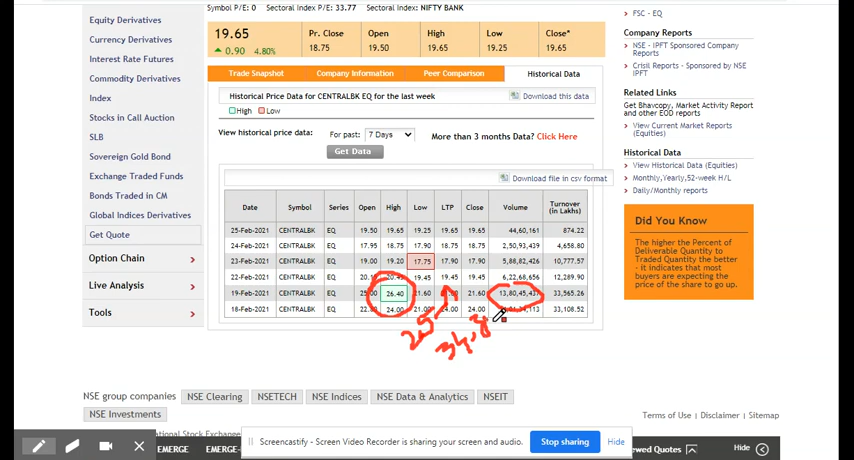 Symbol P/E: 0 Sectoral Index P/E: 33.77 Sectoral Index: NIFTY BANK
Equity Derivatives
Currency Derivatives
Interest Rate Futures
Commodity Derivatives
Index
Stocks in Call Auction
SLB
Sovereign Gold Bond
Exchange Traded Funds
Bonds Traded in CM
Global Indices Derivatives
Get Quote
Option Chain
Live Analysis
Tools
19.65 Pr. Close Open High Low Close*
0.90 4.80% 18.75 19.50 19.65 19.25 19.65
Trade Snapshot Company Information Peer Comparison Historical Data
Historical Price Data for CENTRALBK EQ for the last week Download this data
High Low
View historical price data: For past: 7 Days More than 3 months Data? Click Here
Get Data
Download file in csv format
Date Symbol Series Open High Low LTP Close Volume Turnover (in Lakhs)
25-Feb-2021 CENTRALBK EQ 19.50 19.65 19.25 19.65 19.65 44,60,161 874.22
24-Feb-2021 CENTRALBK EQ 17.95 18.75 17.90 18.75 18.75 2,50,93,439 4,658.80
23-Feb-2021 CENTRALBK EQ 19.00 19.20 17.75 17.90 17.90 5,88,82,426 10,777.57
22-Feb-2021 CENTRALBK EQ 19.45 19.45 19.45 6,22,68,656 12,289.90
19-Feb-2021 CENTRALBK EQ 26.40 21.60 21.60 33,565.26
18-Feb-2021 CENTRALBK EQ 24.00 21.00 24.00 24.00 33,108.52
25
FSC - EQ
Company Reports
NSE - IPFT Sponsored Company
Reports
Crisil Reports - Sponsored by NSE
IPFT
Related Links
Get Bhavcopy, Market Activity Report
and other EOD reports
View Current Market Reports
(Equities)
Historical Data
View Historical Data (Equities)
Monthly,Yearly,52-week H/L
Daily/Monthly reports
Did You Know
The higher the Percent of
Deliverable Quantity to
Traded Quantity the better
- it indicates that most
buyers are expecting the
price of the share to go up.
NSE group companies NSE Clearing NSETECH NSE Indices NSE Data & Analytics NSEIT
NSE Investments
Terms of Use | Disclaimer | Sitemap
EMERGE
Screencastify - Screen Video Recorder is sharing your screen and audio. Stop sharing Hide
Hide